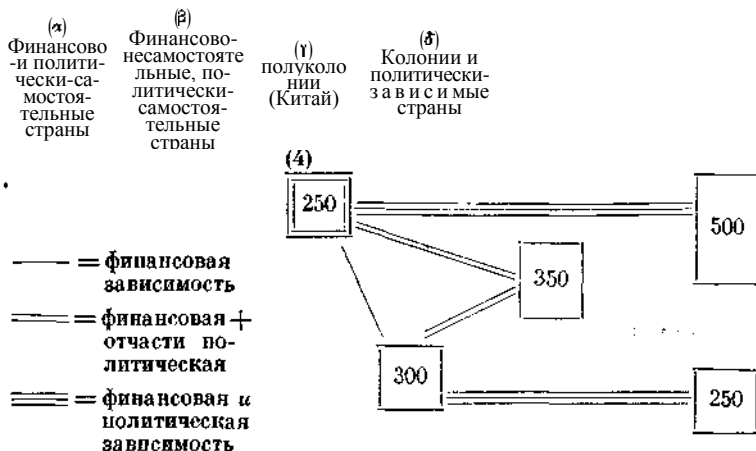 (α)
Финансово
-и полити-
чески-са-
мостоя-
тельные
страны
(β)
Финансово-
несамостояте
льные, по-
литически-
самостоя-
тельные
страны
(γ)
полуколо
нии
(Китай)
(δ)
Колонии и
политически-
зависимые
страны
(4)
250
500
350
300
250
= финансовая
зависимость
= финансовая +
отчасти по-
литическая
= финансовая и
политическая
зависимость